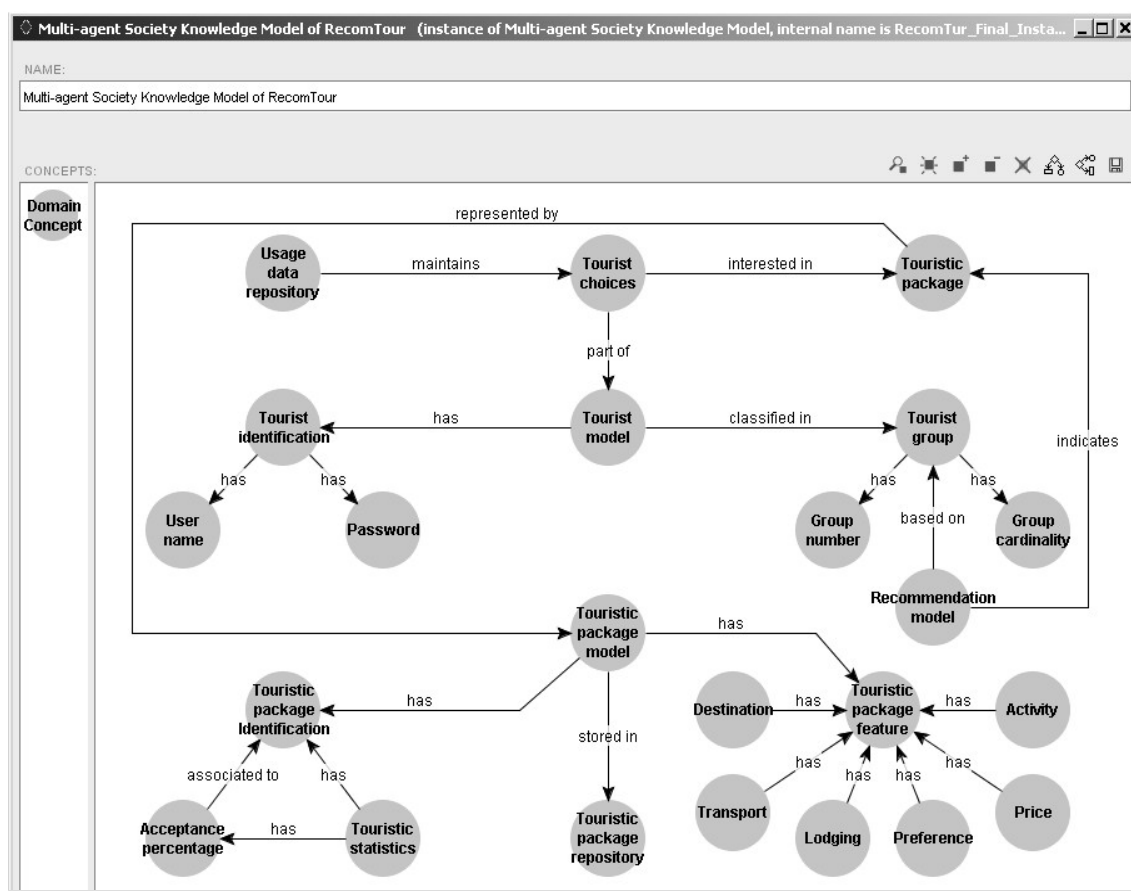 Multi-agent Society Knowledge Model of RecomTour (instance of Multi-agent Society Knowledge Model, internal name is RecomTur_Final_Insta...
NAME:
Multi-agent Society Knowledge Model of RecomTour
CONCEPTS:
Domain
Concept
represented by
Usage
data
repository
maintains
Tourist
choices
interested in
Touristic
package
part of
Tourist
identification
has
Tourist
model
classified in
Tourist
group
indicates
has
has
has
has
User
name
Password
Group
number
based on
Group
cardinality
Recommendation
model
Touristic
package
model
has
Touristic
package
Identification
has
stored in
Destination
has
Touristic
package
feature
has
Activity
associated to
has
has
has
has
has
Acceptance
percentage
has
Touristic
statistics
Touristic
package
repository
Transport
Lodging
Preference
Price